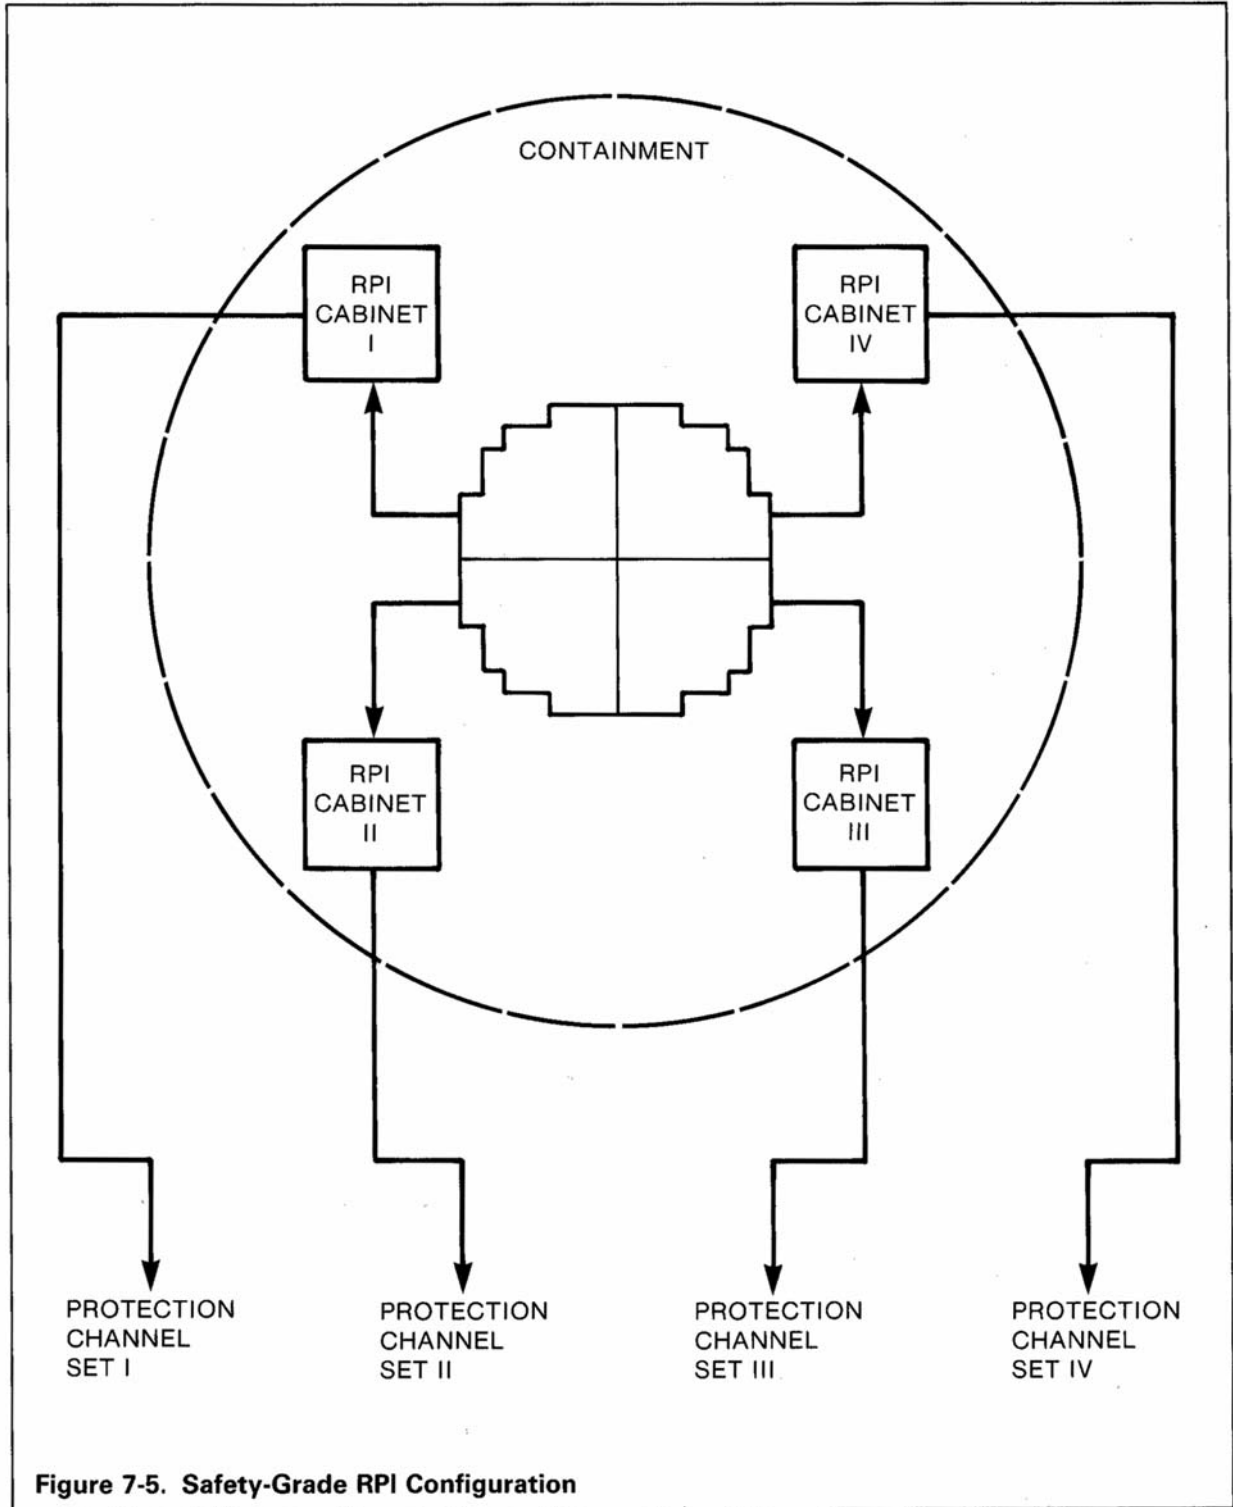 CONTAINMENT
RPI
CABINET
I
RPI
CABINET
IV
RPI
CABINET
II
RPI
CABINET
III
PROTECTION
CHANNEL
SET I
PROTECTION
CHANNEL
SET II
PROTECTION
CHANNEL
SET III
PROTECTION
CHANNEL
SET IV
Figure 7-5. Safety-Grade RPI Configuration